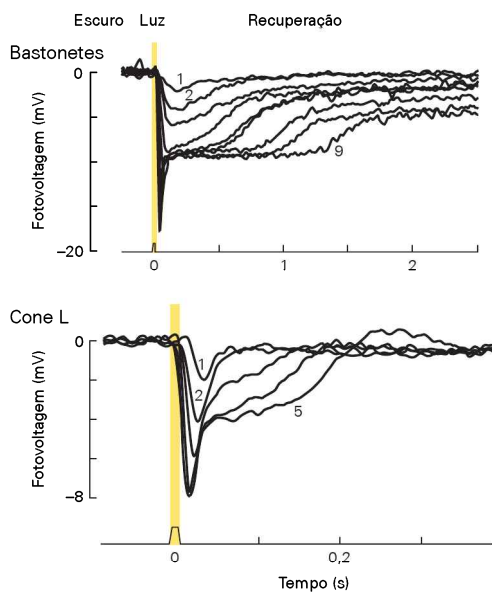 Escuro Luz Recuperação
Bastonetes
Fotovoltagem (mV)
0
–20
1
2
9
0 1 2
Cone L
Fotovoltagem (mV)
0
–8
1
2
5
0 0,2
Tempo (s)